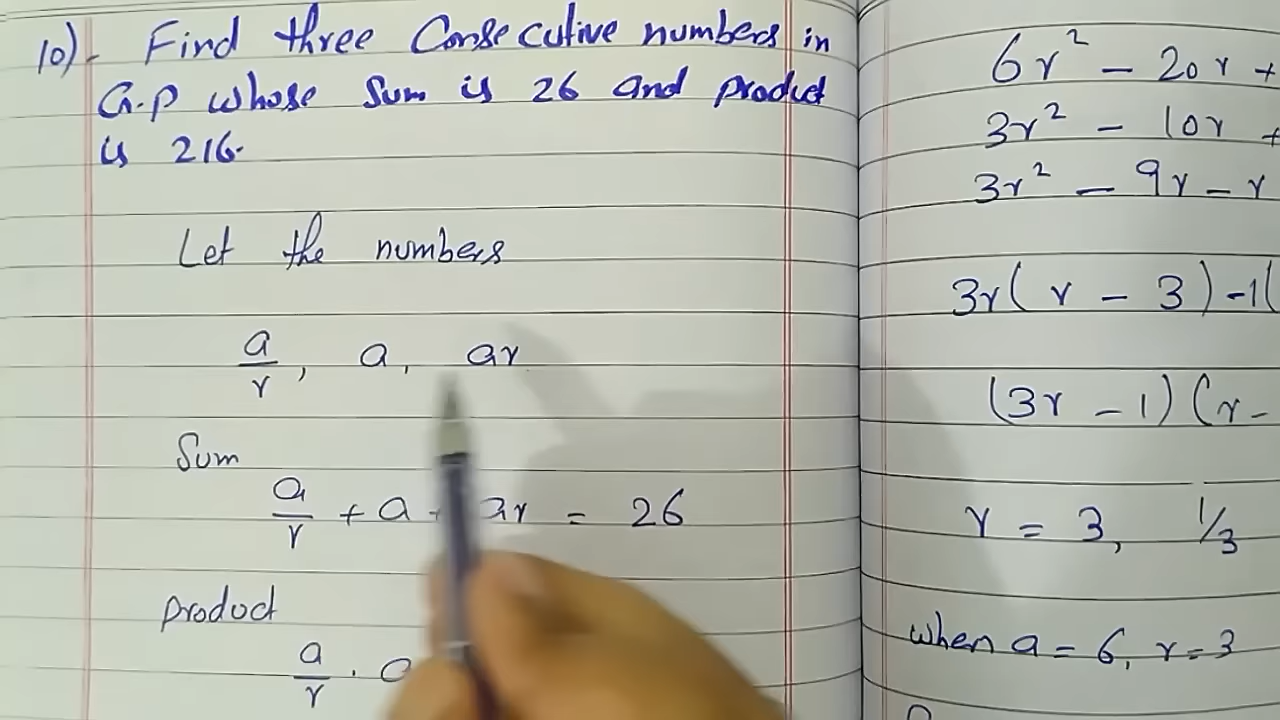 10) - Find three Consecutive numbers in
G.P whose Sum is 26 and product
is 216.
Let the numbers
a/r, a, ar
Sum
a/r + a + ar = 26
product
a/r . a
6r² - 20r +
3r² - 10r +
3r² - 9r - r
3r( r - 3 ) -1(
(3r - 1) (r -
r = 3, 1/3
when a = 6, r = 3